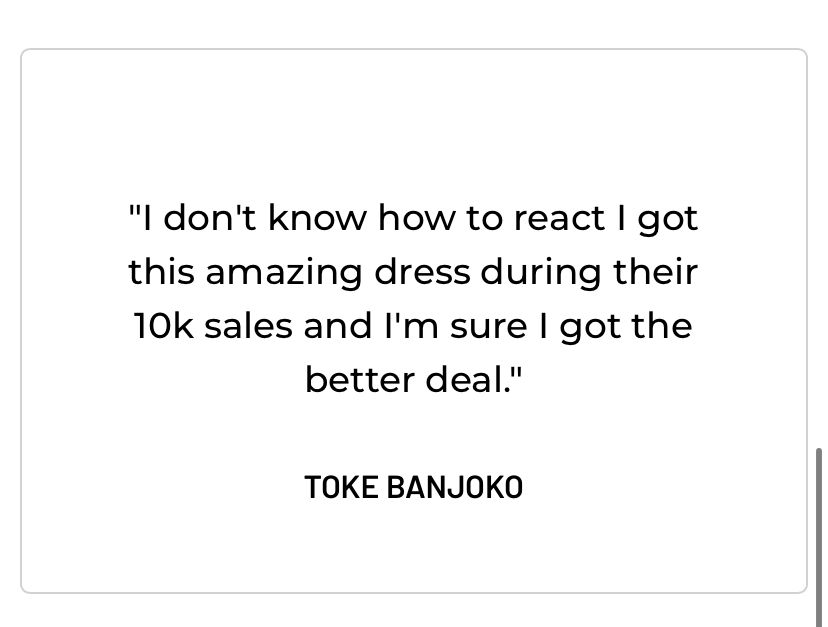 "I don't know how to react I got
this amazing dress during their
10k sales and I'm sure I got the
better deal."
TOKE BANJOKO